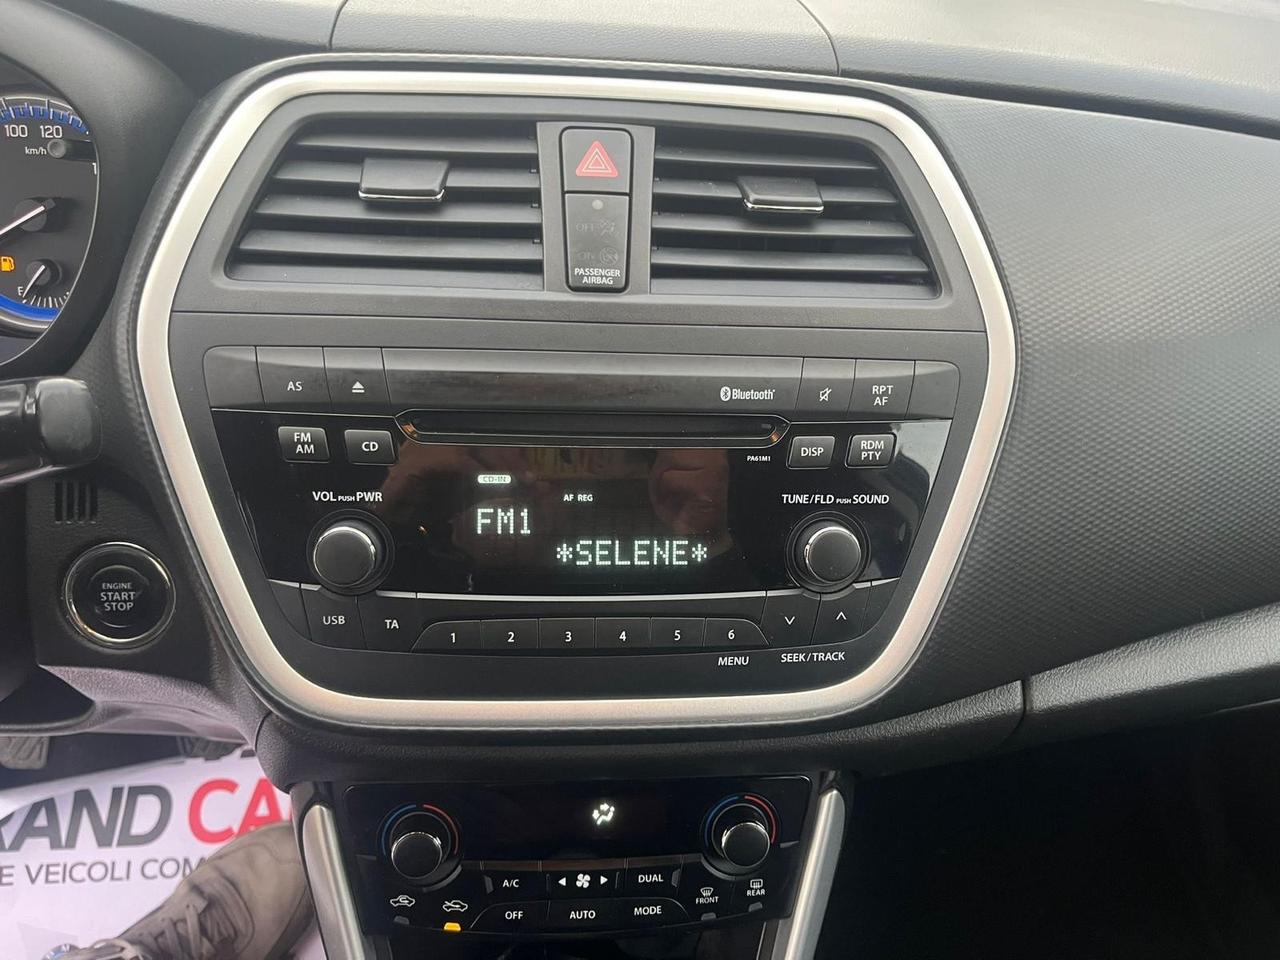 100 120
km/h
1
E
OFF
ON
PASSENGER
AIRBAG
AS
Bluetooth
RPT
AF
FM
AM
CD
PA61M1
DISP
RDM
PTY
CD-IN
AF REG
VOL PUSH PWR
TUNE/FLD PUSH SOUND
FM1
*SELENE*
ENGINE
START
STOP
USB
TA
1 2 3 4 5 6
MENU
SEEK/TRACK
RAND CA
E VEICOLI COM
A/C
DUAL
FRONT
REAR
OFF
AUTO
MODE